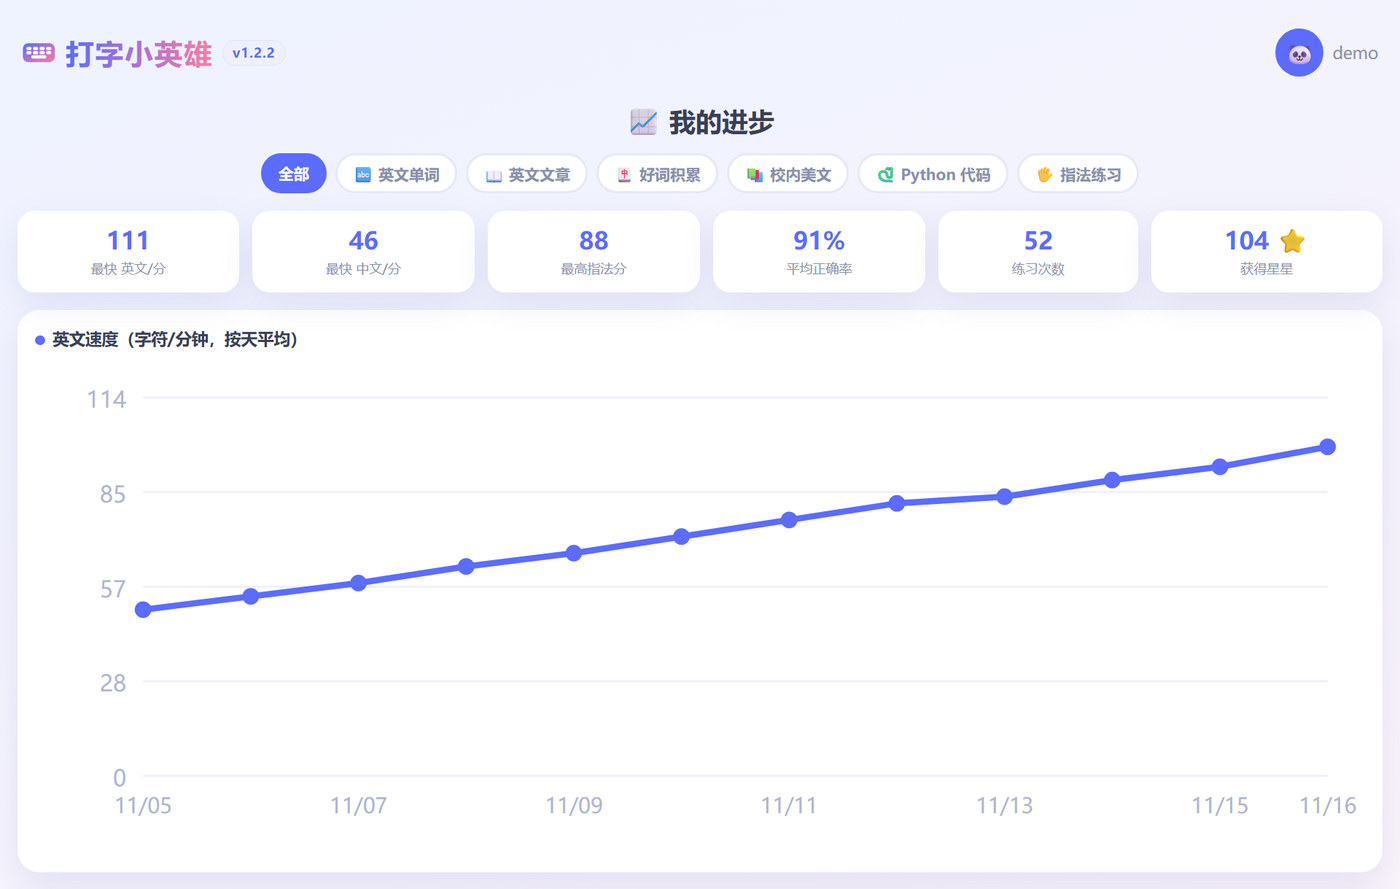 打字小英雄 v1.2.2
demo
我的进步
全部 英文单词 英文文章 好词积累 校内美文 Python 代码 指法练习
111 46 88 91% 52 104
最快 英文/分 最快 中文/分 最高指法分 平均正确率 练习次数 获得星星
英文速度（字符/分钟，按天平均）
114
85
57
28
0
11/05 11/07 11/09 11/11 11/13 11/15 11/16